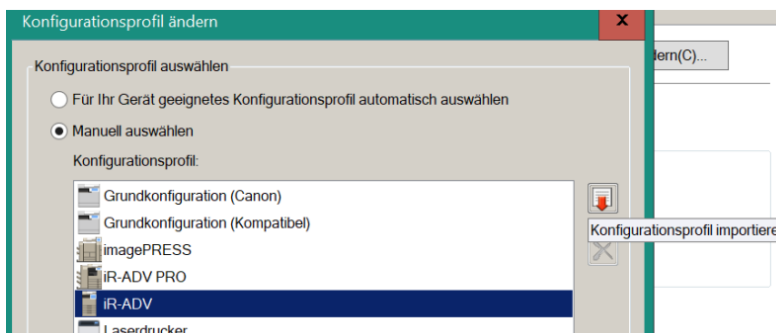 Konfigurationsprofil ändern
X
dern(C)...
Konfigurationsprofil auswählen
Für Ihr Gerät geeignetes Konfigurationsprofil automatisch auswählen
Manuell auswählen
Konfigurationsprofil:
Grundkonfiguration (Canon)
Grundkonfiguration (Kompatibel)
Konfigurationsprofil importiere
imagePRESS
iR-ADV PRO
iR-ADV
Laserdrucker